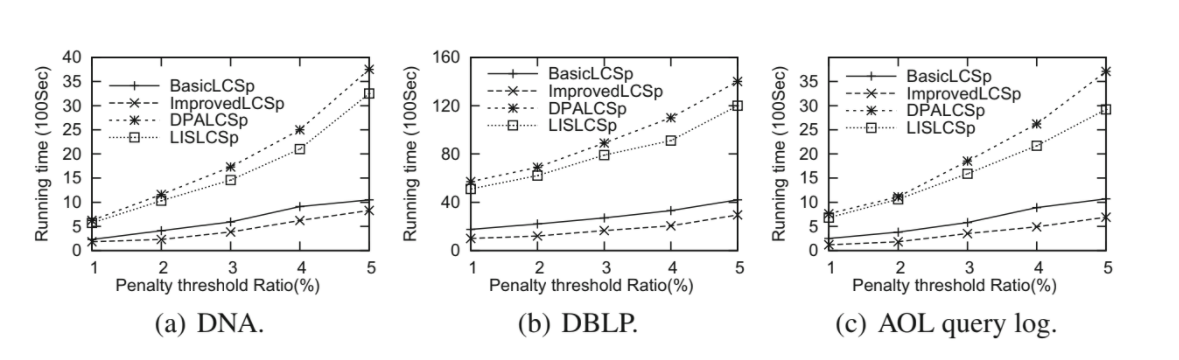 40
35
30
25
20
15
10
5
0
Running time (100Sec)
BasicLCSp
ImprovedLCSp
DPALCSp
LISLCSp
1 2 3 4 5
Penalty threshold Ratio(%)
(a) DNA.
160
120
80
40
0
Running time (100Sec)
BasicLCSp
ImprovedLCSp
DPALCSp
LISLCSp
1 2 3 4 5
Penalty threshold Ratio(%)
(b) DBLP.
35
30
25
20
15
10
5
0
Running time (100Sec)
BasicLCSp
ImprovedLCSp
DPALCSp
LISLCSp
1 2 3 4 5
Penalty threshold Ratio(%)
(c) AOL query log.